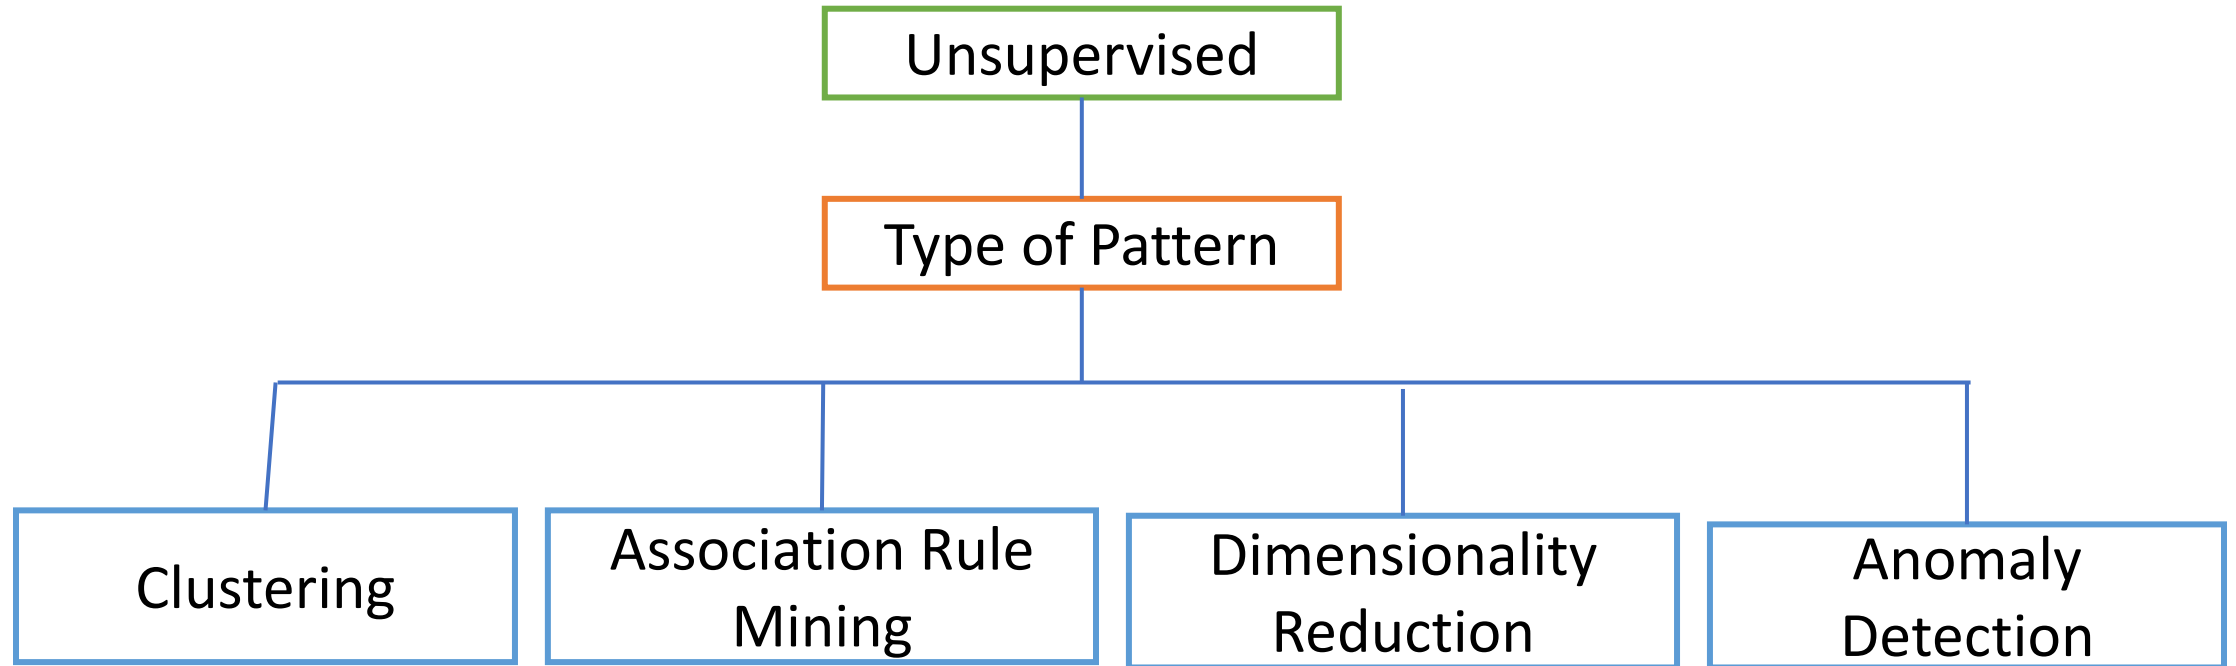 Unsupervised
Type of Pattern
Clustering
Association Rule
Mining
Dimensionality
Reduction
Anomaly
Detection